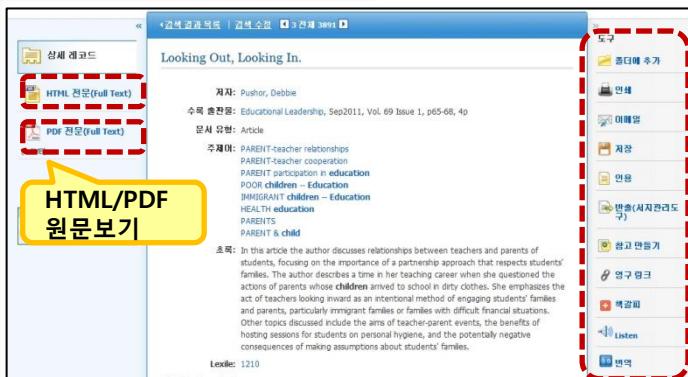 «
◂검색 결과 목록 | 검색 수정 ◀ 3 전체 3891 ▶
»
상세 레코드
HTML 전문(Full Text)
PDF 전문(Full Text)
HTML/PDF
원문보기
Looking Out, Looking In.
저자: Pushor, Debbie
수록 출판물: Educational Leadership, Sep2011, Vol. 69 Issue 1, p65-68, 4p
문서 유형: Article
주제어: PARENT-teacher relationships
PARENT-teacher cooperation
PARENT participation in education
POOR children -- Education
IMMIGRANT children -- Education
HEALTH education
PARENTS
PARENT & child
초록: In this article the author discusses relationships between teachers and parents of
students, focusing on the importance of a partnership approach that respects students'
families. The author describes a time in her teaching career when she questioned the
actions of parents whose children arrived to school in dirty clothes. She emphasizes the
act of teachers looking inward as an intentional method of engaging students' families
and parents, particularly immigrant families or families with difficult financial situations.
Other topics discussed include the aims of teacher-parent events, the benefits of
hosting sessions for students on personal hygiene, and the potentially negative
consequences of making assumptions about students' families.
Lexile: 1210
도구
폴더에 추가
인쇄
이메일
저장
인용
반출(서지관리도
구)
참고 만들기
영구 링크
책갈피
Listen
번역